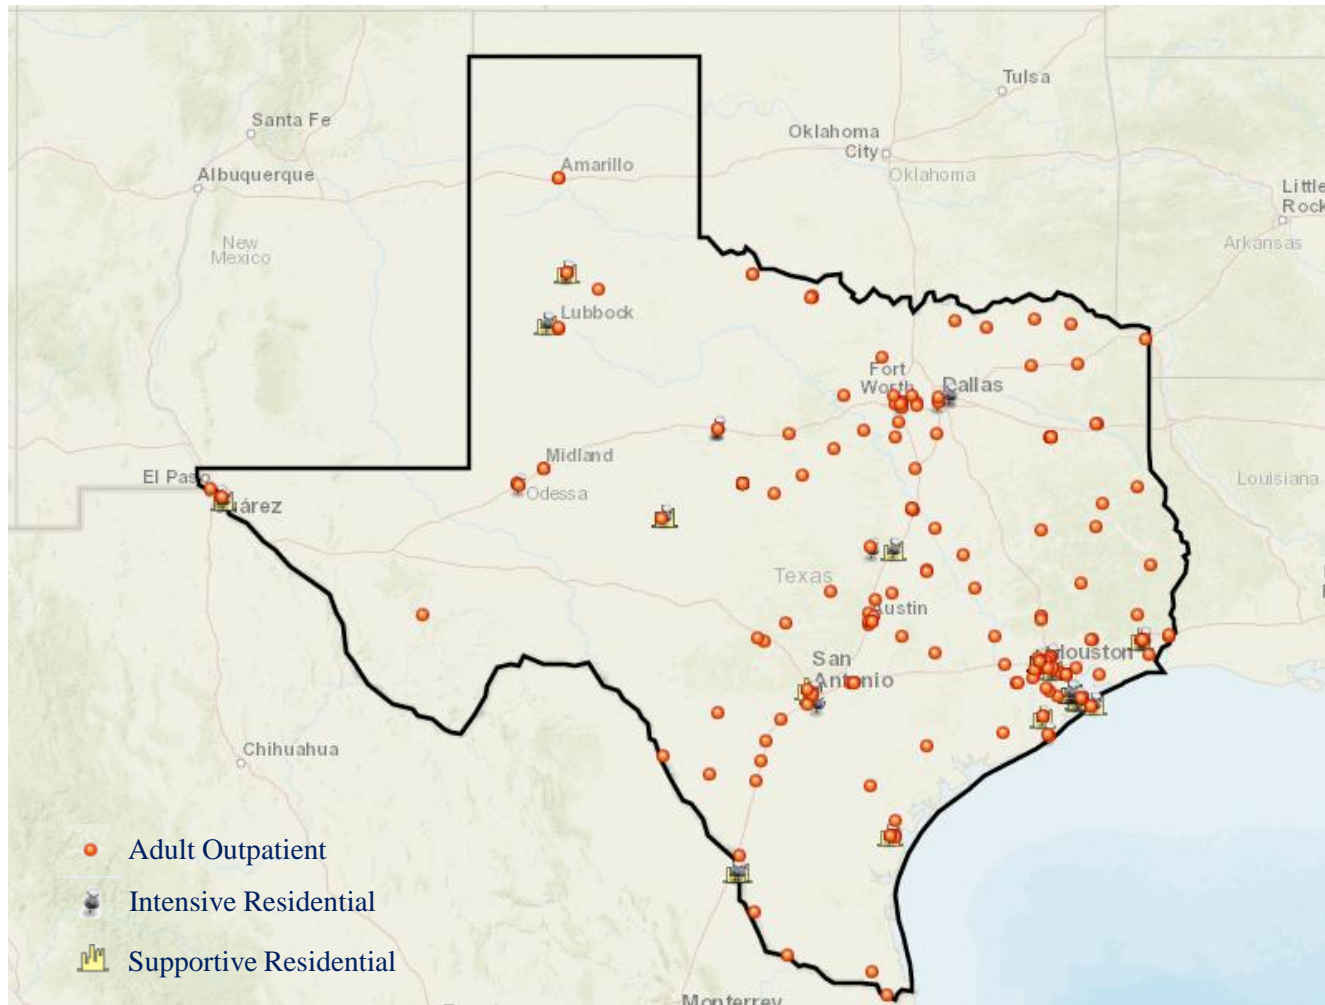 Tulsa
Santa Fe
Oklahoma
City
Amarillo
Albuquerque
Oklahoma
Little
Rock
New
Mexico
Arkansas
Lubbock
Fort
Worth
Dallas
El Paso
Midland
Odessa
Juárez
Louisiana
Texas
Austin
Houston
San
Antonio
Chihuahua
Adult Outpatient
Intensive Residential
Supportive Residential
Monterrey